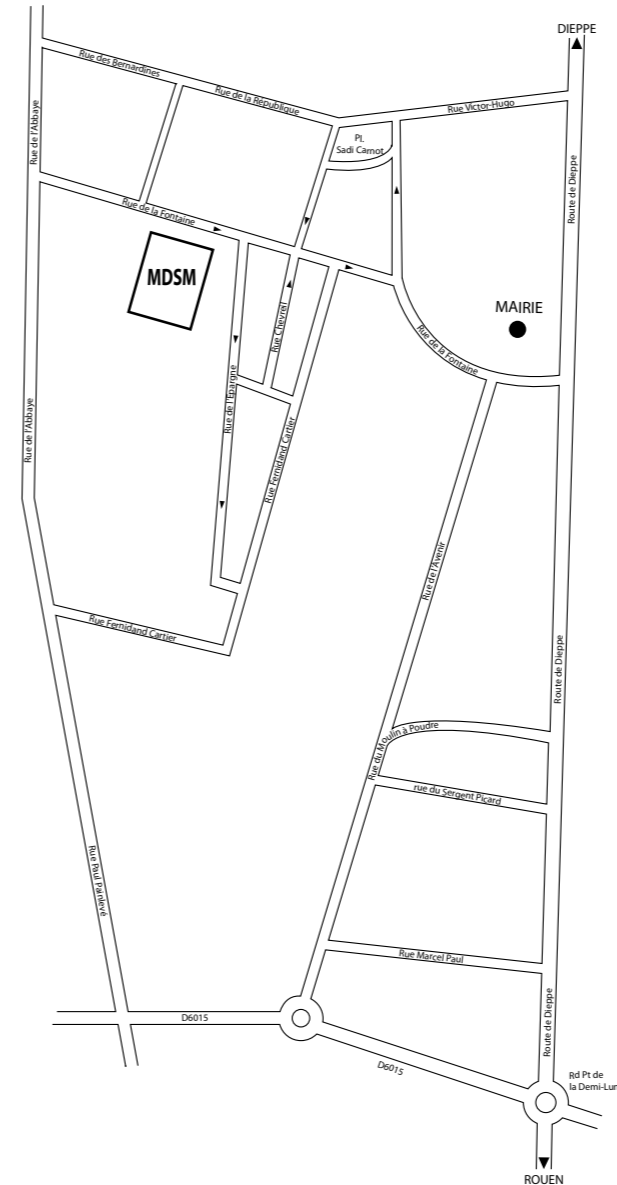 DIEPPE
Rue des Bernardines
Rue de la République
Rue Victor-Hugo
Rue de l'Abbaye
Pl.
Sadi Carnot
Route de Dieppe
Rue de la Fontaine
MDSM
MAIRIE
Rue Chevreil
Rue de la Fontaine
Rue de l'Epargne
Rue de l'Abbaye
Rue Fernidand Cartier
Rue de l'Avenir
Rue Fernidand Cartier
Route de Dieppe
Rue du Moulin à Poudre
rue du Sergent Picard
Rue Paul Painlevé
Rue Marcel Paul
Route de Dieppe
D6015
D6015
Rd Pt de
la Demi-Lun
ROUEN